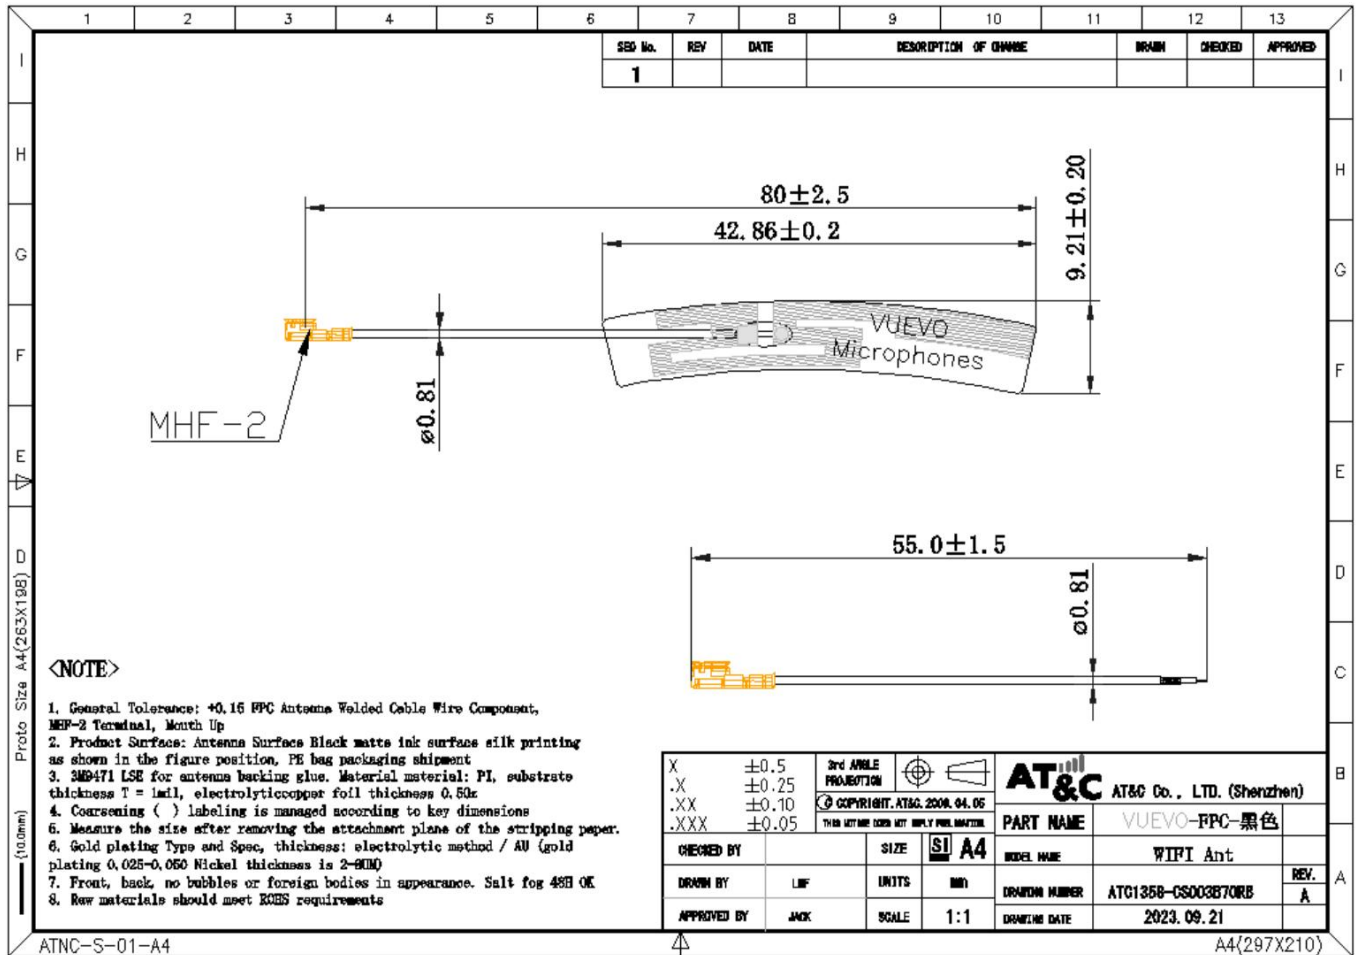 1 2 3 4 5 6 7 8 9 10 11 12 13
SEQ No. REV DATE DESCRIPTION OF CHANGE DRAWN CHECKED APPROVED
1
I
H
G
F
E
D
Proto Size A4(263X198)
(10.0mm)
I
H
G
F
E
D
C
B
A
80±2.5
42.86±0.2
9.21±0.20
VUEVO
Microphones
MHF-2
ø0.81
55.0±1.5
ø0.81
<NOTE>
1. General Tolerance: +0.15 FPC Antenna Welded Cable Wire Component,
MHF-2 Terminal, Mouth Up
2. Product Surface: Antenna Surface Black matte ink surface silk printing
as shown in the figure position, PE bag packaging shipment
3. 3M9471 LSE for antenna backing glue. Material material: PI, substrate
thickness T = 1mil, electrolyticcopper foil thickness 0.50z
4. Coarsening ( ) labeling is managed according to key dimensions
5. Measure the size after removing the attachment plane of the stripping paper.
6. Gold plating Type and Spec, thickness: electrolytic method / AU (gold
plating 0.025-0.050 Nickel thickness is
7. Front, back, no bubbles or foreign bodies in appearance. Salt fog 48H OK
8. Raw materials should meet ROHS requirements
X ±0.5
.X ±0.25
.XX ±0.10
.XXX ±0.05
3rd ANGLE
PROJECTION
COPYRIGHT. AT&C.
CHECKED BY
DRAWN BY
APPROVED BY JACK
SIZE SI A4
UNITS mm
SCALE 1:1
AT&C AT&C Co., LTD. (Shenzhen)
PART NAME VUEVO-FPC-黑色
MODEL NAME WIFI Ant
DRAWING NUMBER REV.
A
DRAWING DATE 2023.09.21
ATNC-S-01-A4
A4(297X210)